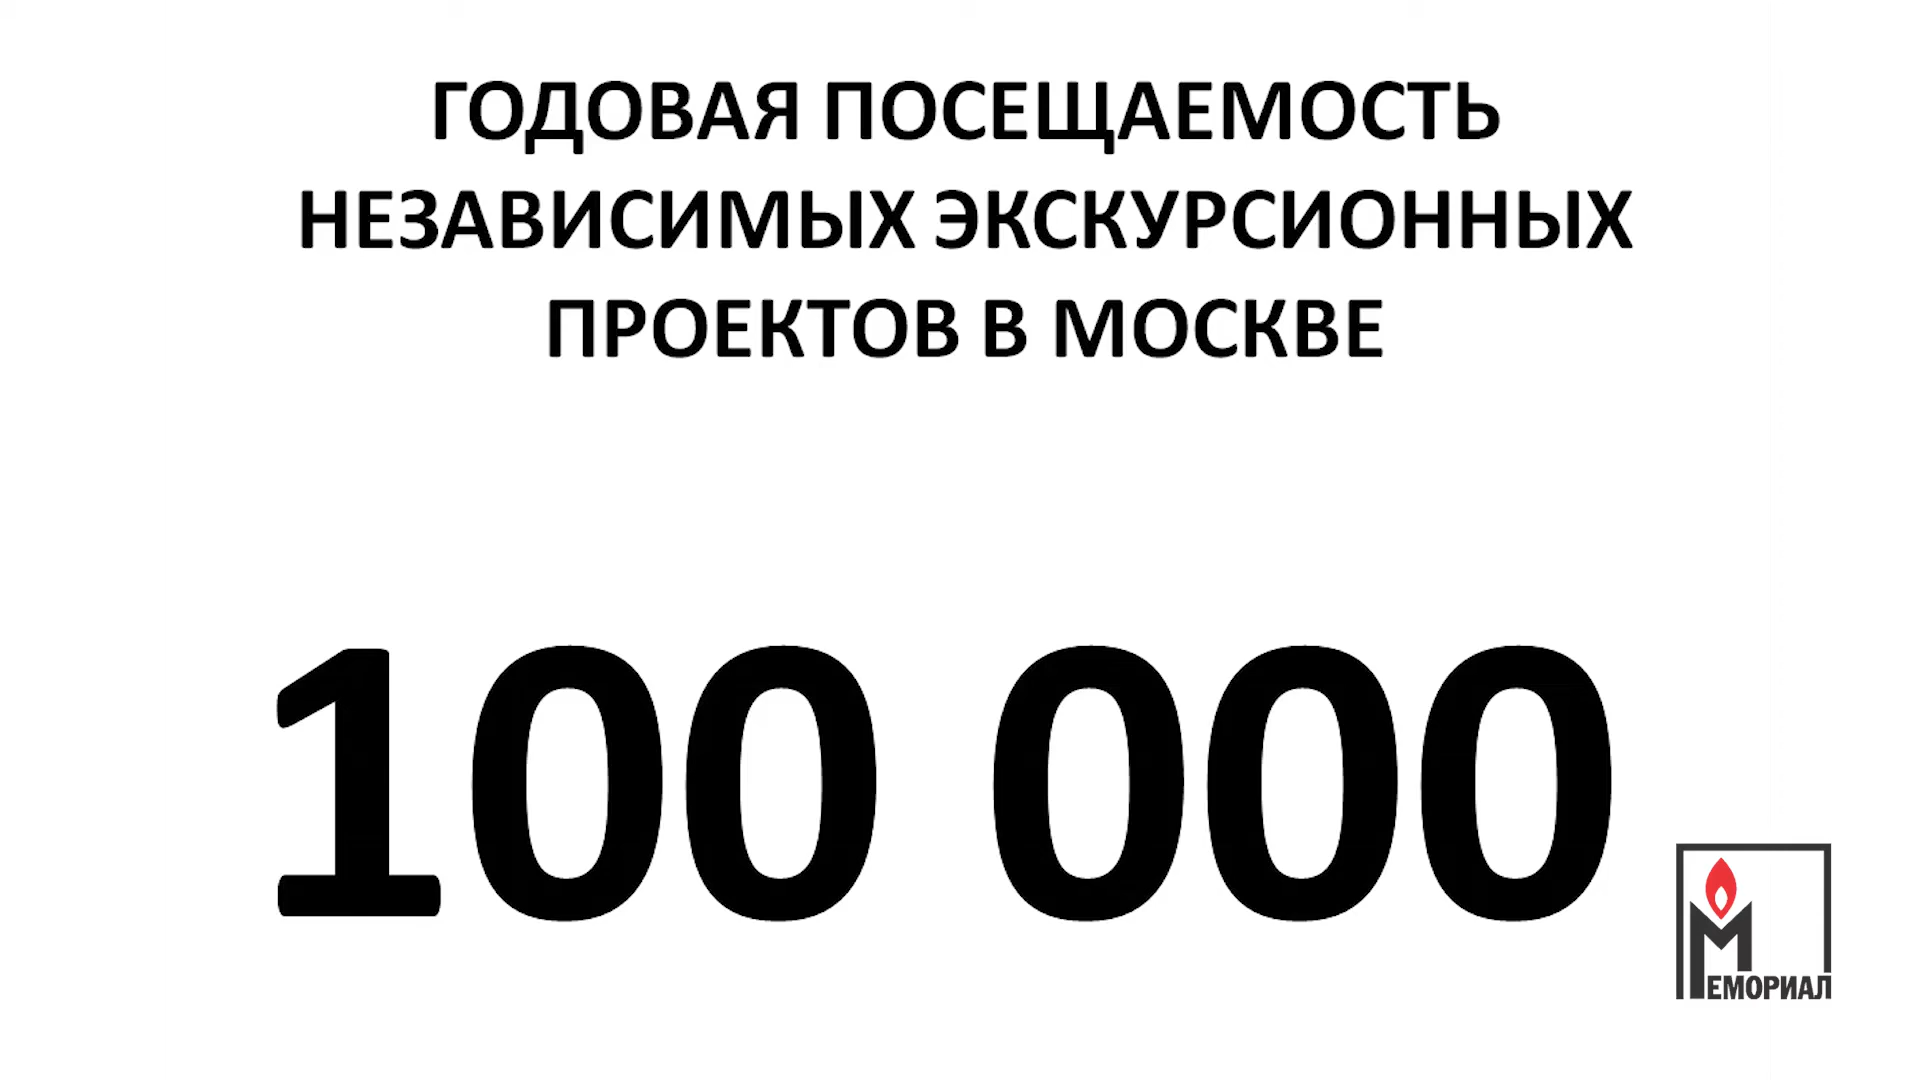 ГОДОВАЯ ПОСЕЩАЕМОСТЬ
НЕЗАВИСИМЫХ ЭКСКУРСИОННЫХ
ПРОЕКТОВ В МОСКВЕ
100 000
МЕМОРИАЛ